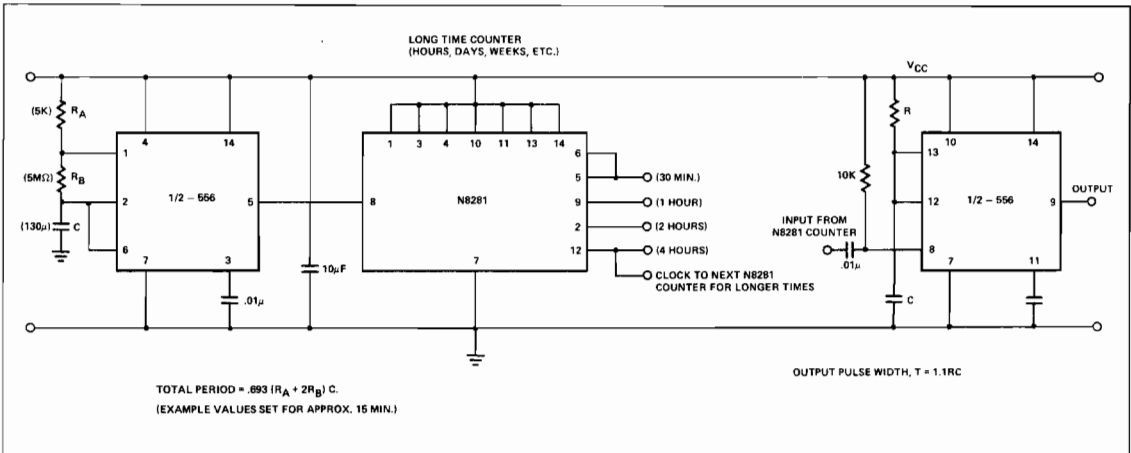 LONG TIME COUNTER
(HOURS, DAYS, WEEKS, ETC.)
VCC
(5K) RA
4 14
1
(5MΩ) RB
2
1/2 – 556
5
(130μ) C
6
7 3
.01μ
10μF
1 3 4 10 11 13 14
6
5
(30 MIN.)
8
N8281
9
(1 HOUR)
2
(2 HOURS)
12
(4 HOURS)
7
CLOCK TO NEXT N8281
COUNTER FOR LONGER TIMES
R
10 14
13
10K
12
1/2 – 556
9
OUTPUT
INPUT FROM
N8281 COUNTER
.01μ
8
C
7 11
TOTAL PERIOD = .693 (RA + 2RB) C.
(EXAMPLE VALUES SET FOR APPROX. 15 MIN.)
OUTPUT PULSE WIDTH, T = 1.1RC